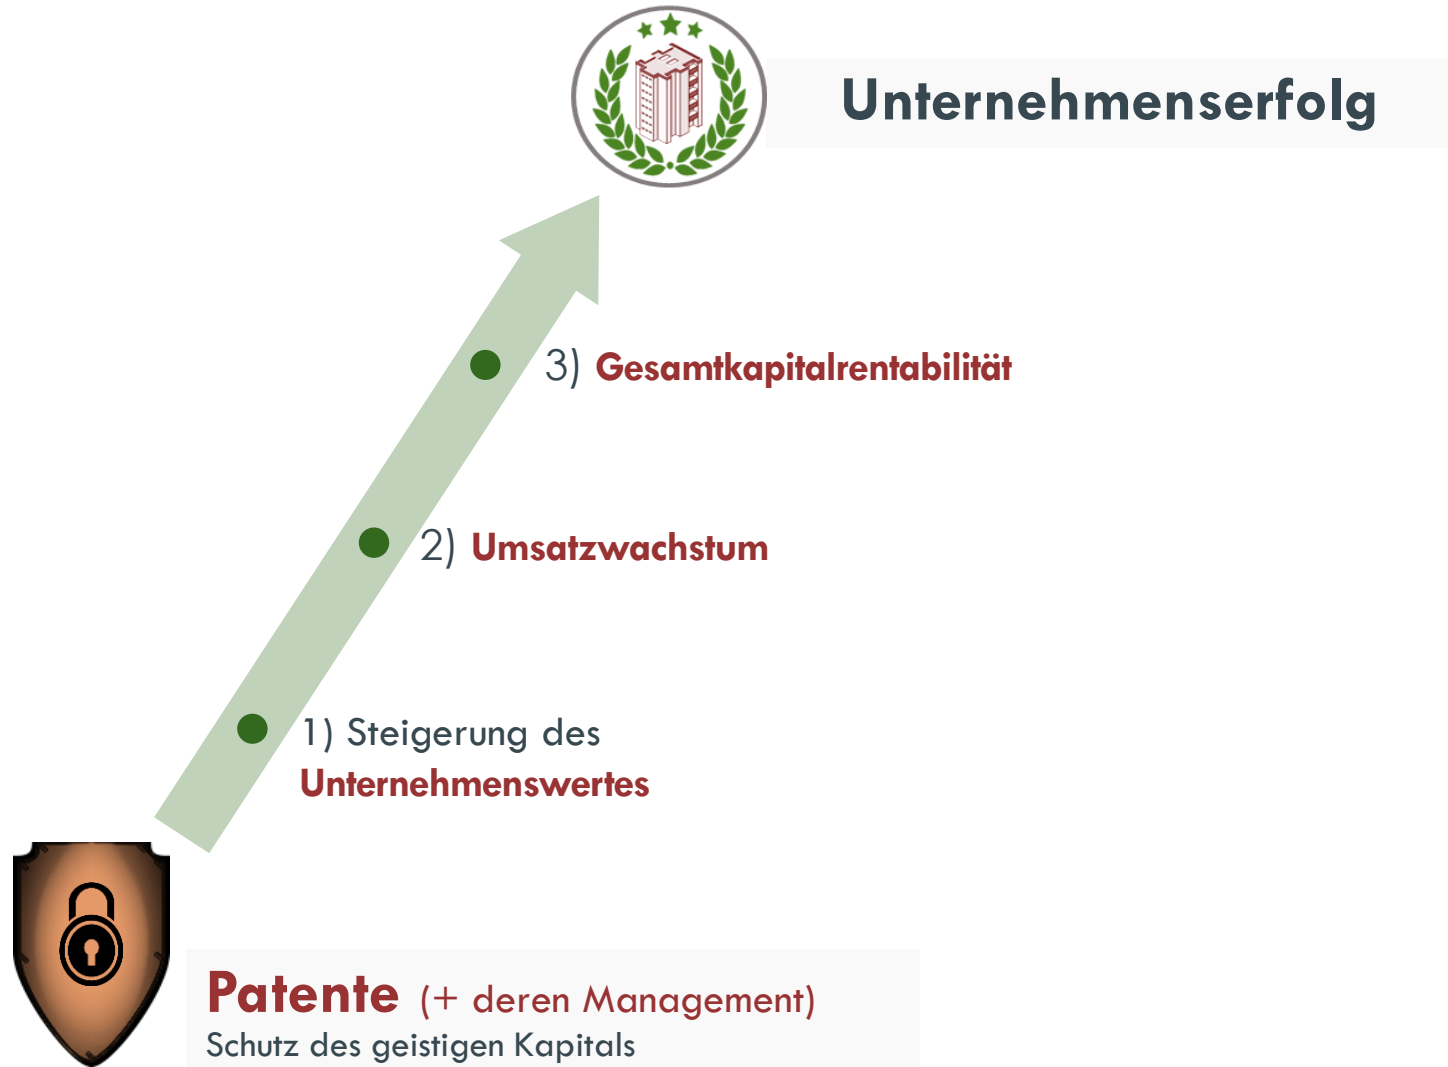 Unternehmenserfolg
3) Gesamtkapitalrentabilität
2) Umsatzwachstum
1) Steigerung des
Unternehmenswertes
Patente (+ deren Management)
Schutz des geistigen Kapitals